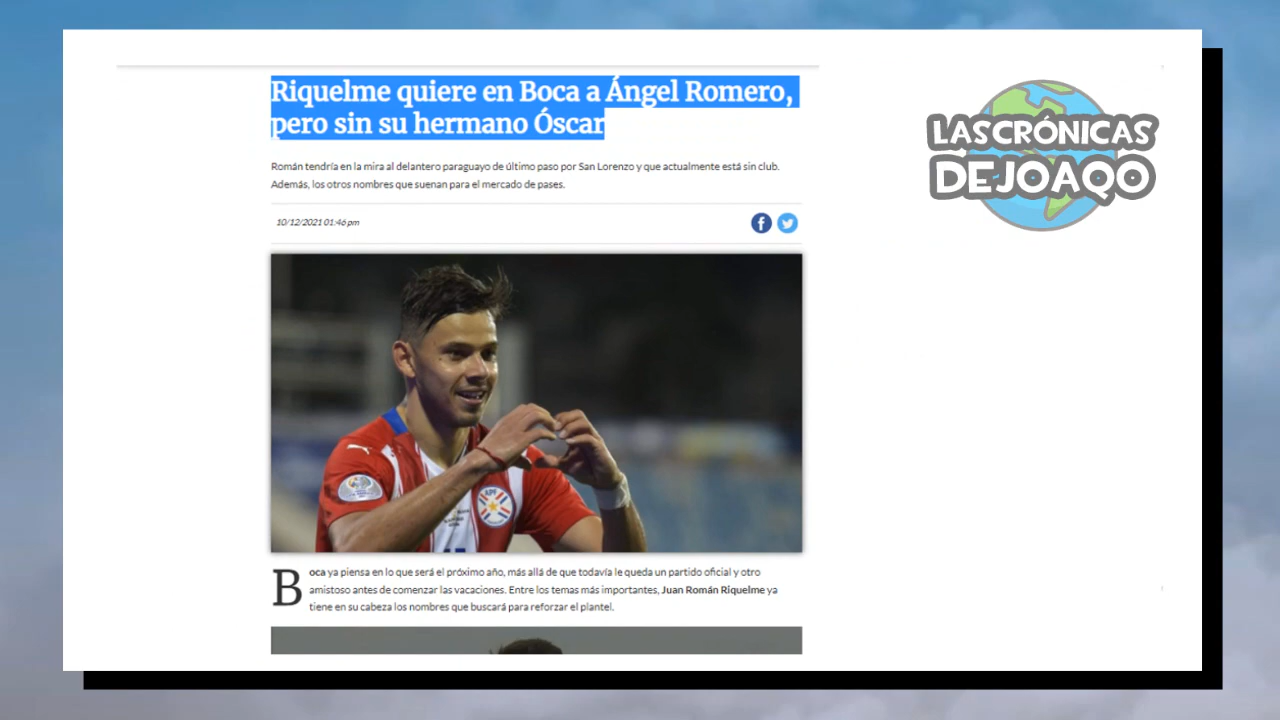 Riquelme quiere en Boca a Ángel Romero,
pero sin su hermano Óscar
LAS CRÓNICAS
DE JOAQO
Román tendría en la mira al delantero paraguayo de último paso por San Lorenzo y que actualmente está sin club.
Además, los otros nombres que suenan para el mercado de pases.
10/12/2021 01:46 pm
APF
Boca ya piensa en lo que será el próximo año, más allá de que todavía le queda un partido oficial y otro
amistoso antes de comenzar las vacaciones. Entre los temas más importantes, Juan Román Riquelme ya
tiene en su cabeza los nombres que buscará para reforzar el plantel.